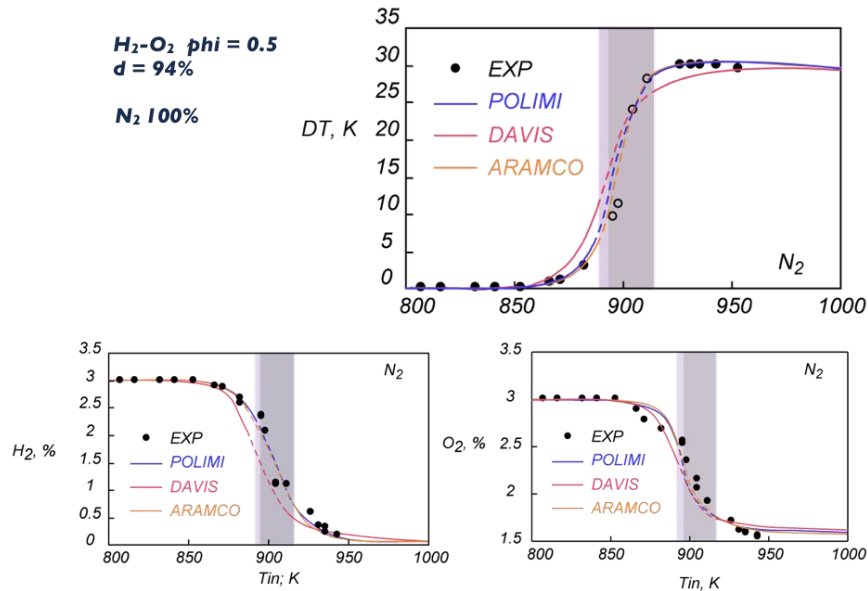 H₂-O₂ phi = 0.5
d = 94%
N₂ 100%
DT, K
35
30
25
20
15
10
5
0
EXP
POLIMI
DAVIS
ARAMCO
N₂
800 850 900 950 1000
H₂, %
3.5
3
2.5
2
1.5
1
0.5
0
N₂
EXP
POLIMI
DAVIS
ARAMCO
800 850 900 950 1000
Tin; K
O₂, %
3.5
3
2.5
2
1.5
N₂
EXP
POLIMI
DAVIS
ARAMCO
800 850 900 950 1000
Tin, K